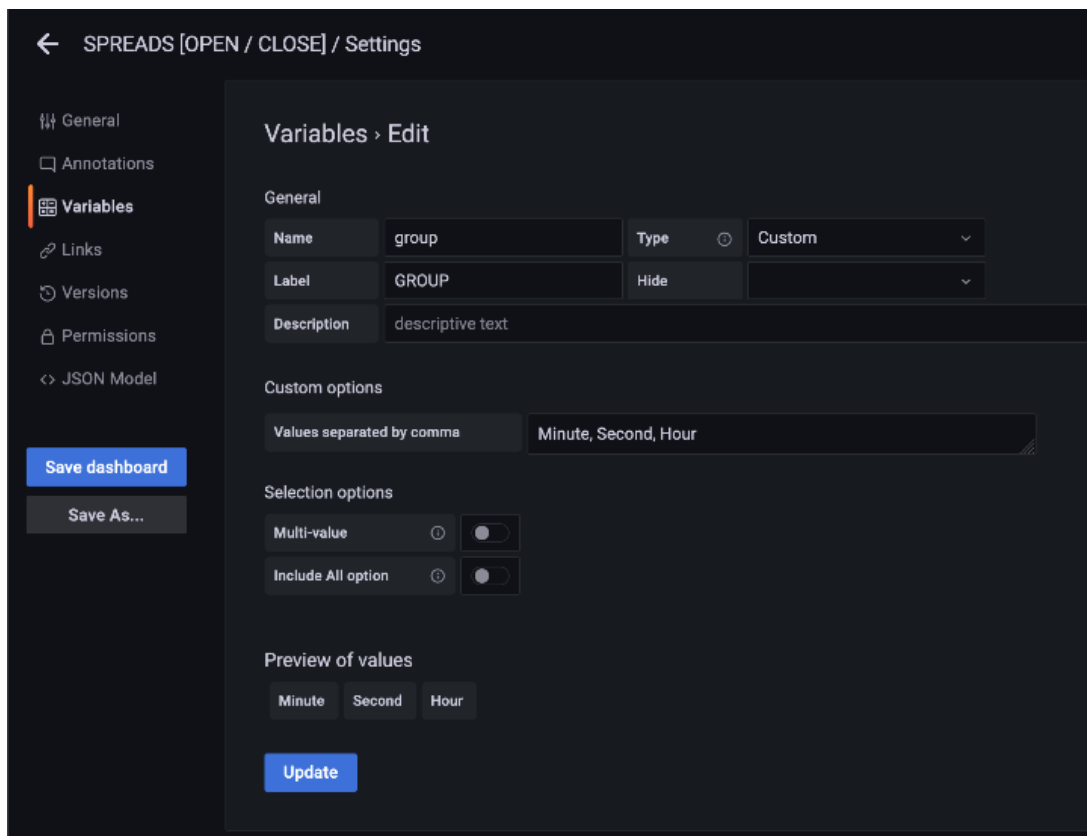 SPREADS [OPEN / CLOSE] / Settings
General
Annotations
Variables
Links
Versions
Permissions
JSON Model
Save dashboard
Save As...
Variables › Edit
General
Name group Type Custom
Label GROUP Hide
Description descriptive text
Custom options
Values separated by comma Minute, Second, Hour
Selection options
Multi-value
Include All option
Preview of values
Minute Second Hour
Update